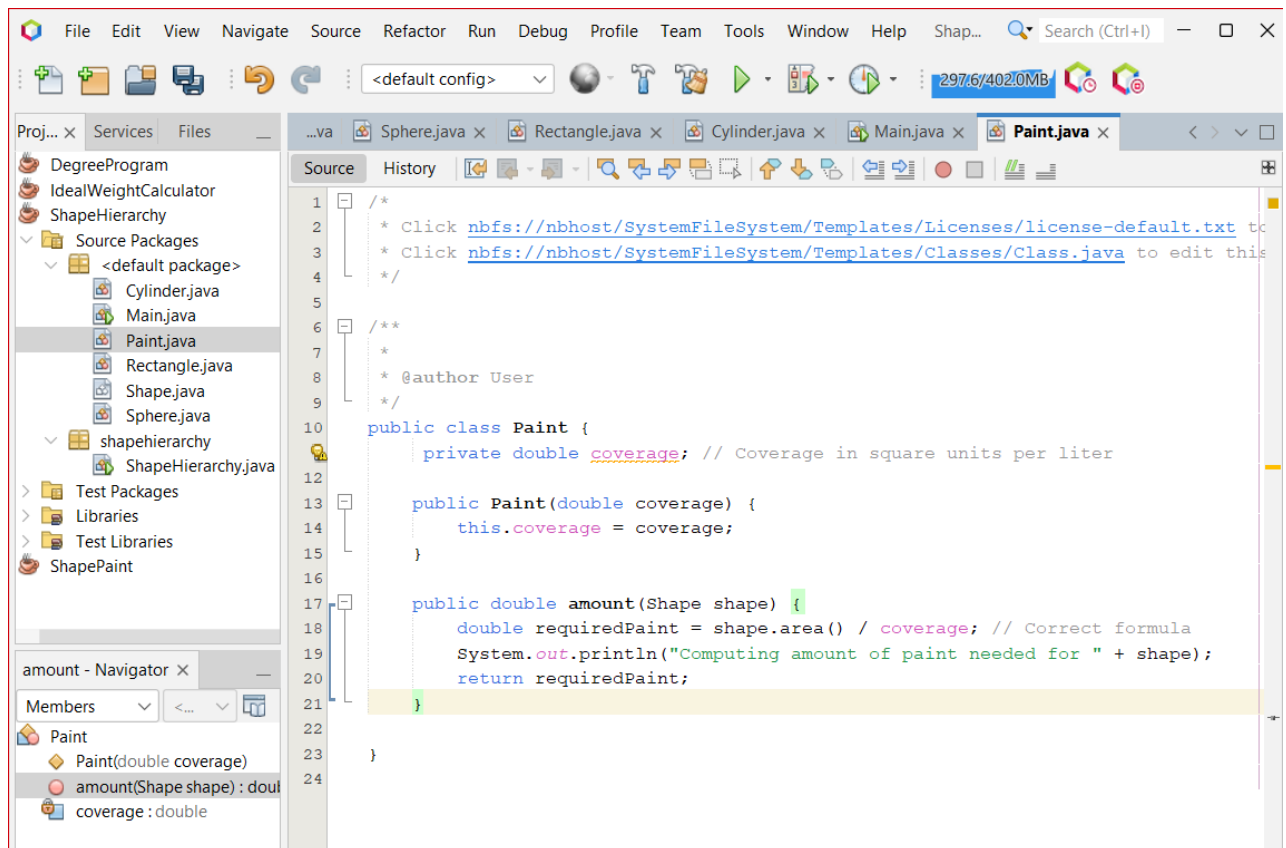 File Edit View Navigate Source Refactor Run Debug Profile Team Tools Window Help Shap... Search (Ctrl+I)
<default config> 297.6/402.0MB
Proj... Services Files
DegreeProgram
IdealWeightCalculator
ShapeHierarchy
Source Packages
<default package>
Cylinder.java
Main.java
Paint.java
Rectangle.java
Shape.java
Sphere.java
shapehierarchy
ShapeHierarchy.java
Test Packages
Libraries
Test Libraries
ShapePaint
amount - Navigator
Members <...
Paint
Paint(double coverage)
amount(Shape shape) : doul
coverage : double
...va Sphere.java Rectangle.java Cylinder.java Main.java Paint.java
Source History
1 /*
2 * Click nbfs://nbhost/SystemFileSystem/Templates/Licenses/license-default.txt to
3 * Click nbfs://nbhost/SystemFileSystem/Templates/Classes/Class.java to edit this
4 */
5
6 /**
7 *
8 * @author User
9 */
10 public class Paint {
private double coverage; // Coverage in square units per liter
12
13 public Paint(double coverage) {
14 this.coverage = coverage;
15 }
16
17 public double amount(Shape shape) {
18 double requiredPaint = shape.area() / coverage; // Correct formula
19 System.out.println("Computing amount of paint needed for " + shape);
20 return requiredPaint;
21 }
22
23 }
24